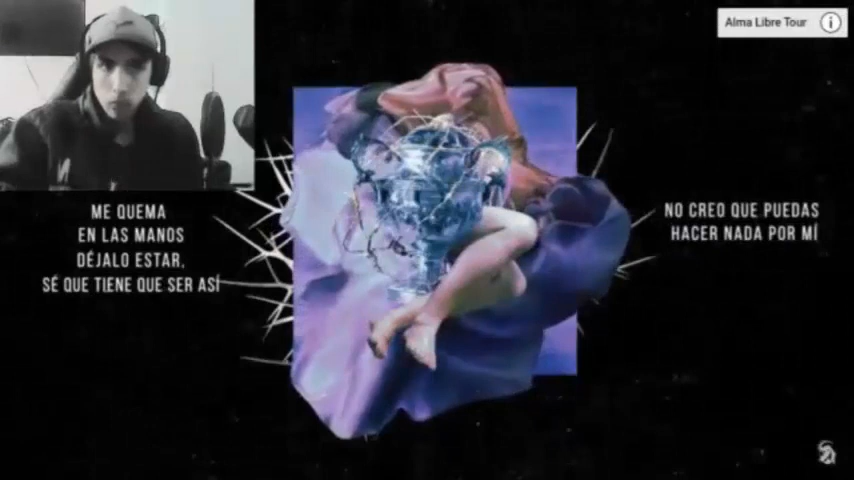 Alma Libre Tour
ME QUEMA
EN LAS MANOS
DÉJALO ESTAR,
SÉ QUE TIENE QUE SER ASÍ
NO CREO QUE PUEDAS
HACER NADA POR MÍ